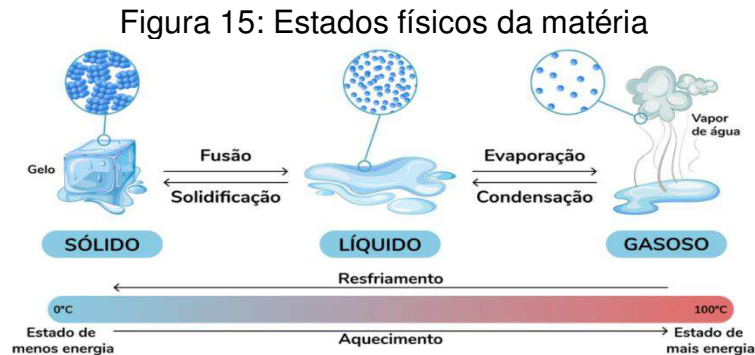 Figura 15: Estados físicos da matéria
Gelo
Fusão
Solidificação
Evaporação
Condensação
Vapor
de água
SÓLIDO
LÍQUIDO
GASOSO
Resfriamento
0°C
100°C
Estado de
menos energia
Aquecimento
Estado de
mais energia